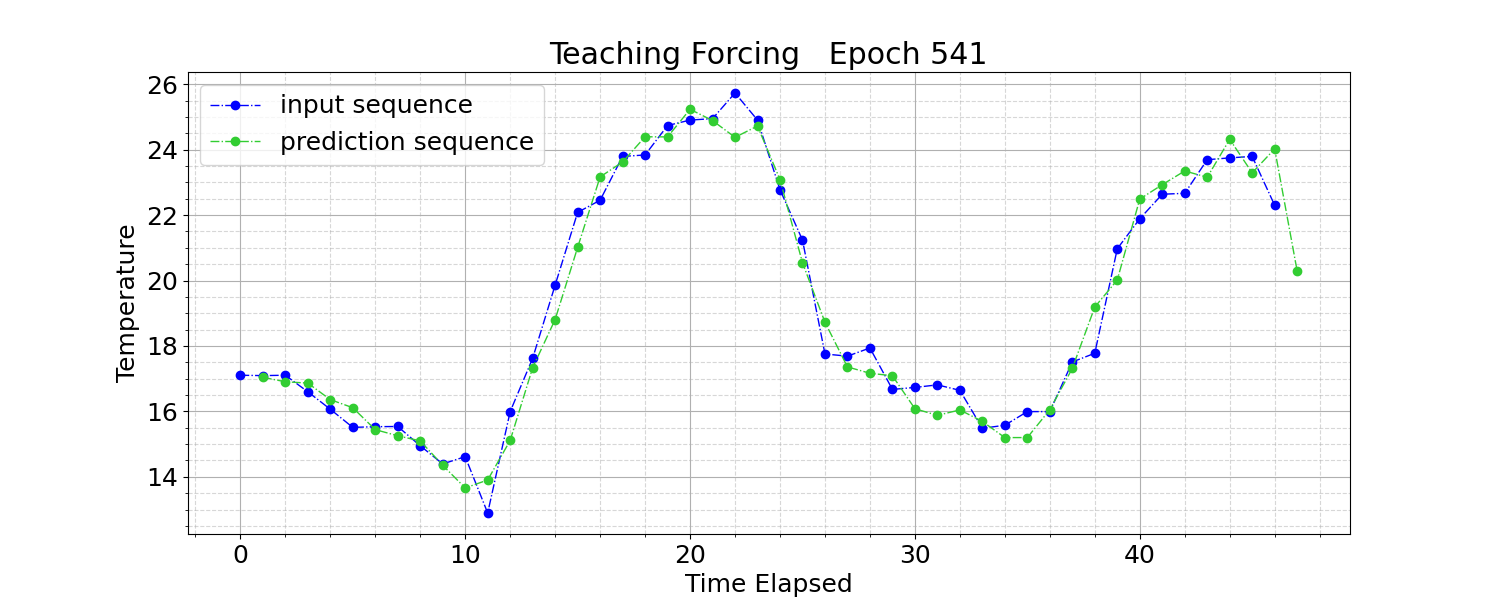 Teaching Forcing   Epoch 541
input sequence
prediction sequence
Temperature
26
24
22
20
18
16
14
0 10 20 30 40
Time Elapsed